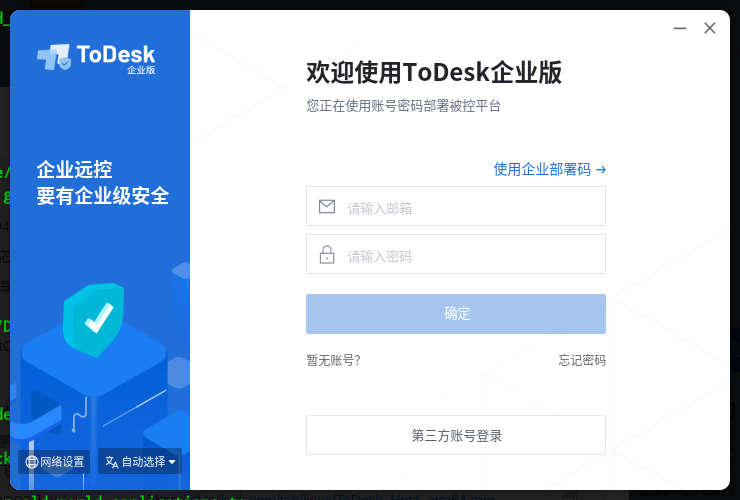 ToDesk
企业版
企业远控
要有企业级安全
网络设置
自动选择
欢迎使用ToDesk企业版
您正在使用账号密码部署被控平台
使用企业部署码 →
请输入邮箱
请输入密码
确定
暂无账号?
忘记密码
第三方账号登录